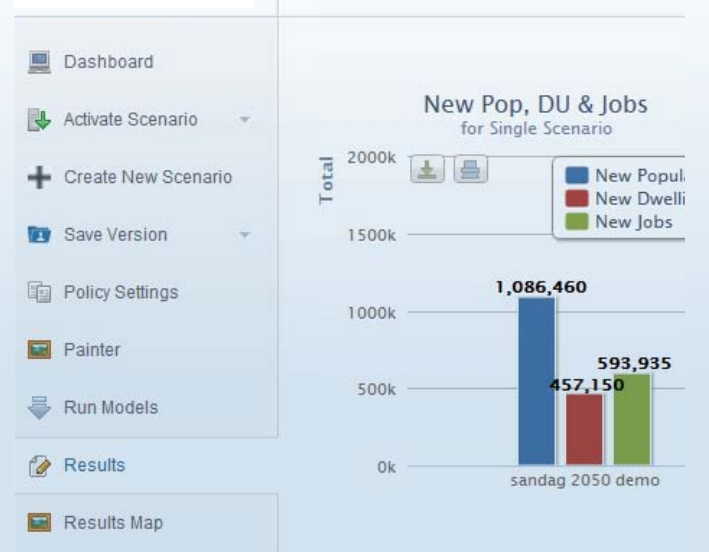 Dashboard
Activate Scenario
Create New Scenario
Save Version
Policy Settings
Painter
Run Models
Results
Results Map
New Pop, DU & Jobs
for Single Scenario
Total
2000k
1500k
1000k
500k
0k
New Popul
New Dwelli
New Jobs
1,086,460
457,150
593,935
sandag 2050 demo